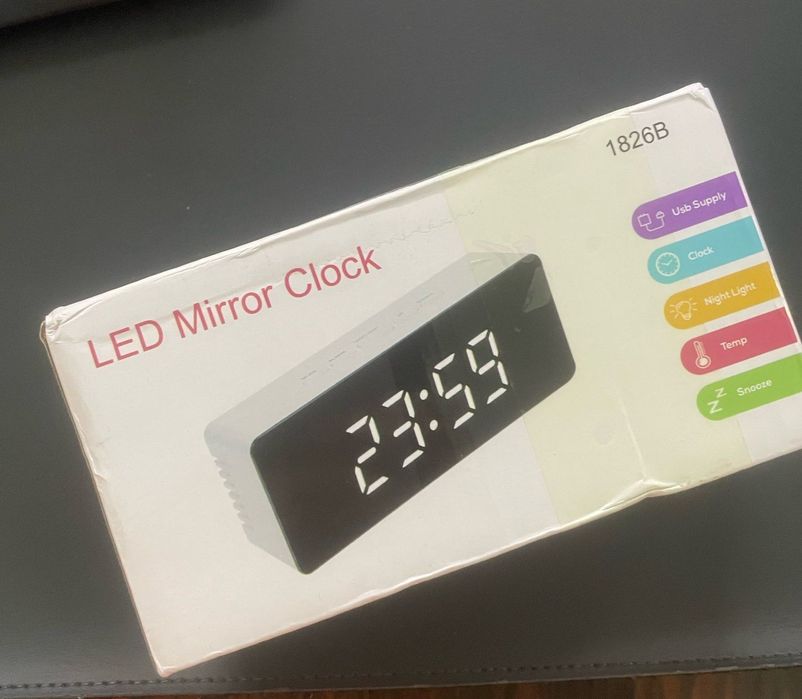 1826B
LED Mirror Clock
23:59
Usb Supply
Clock
Night Light
Temp
Z
Z
Snooze